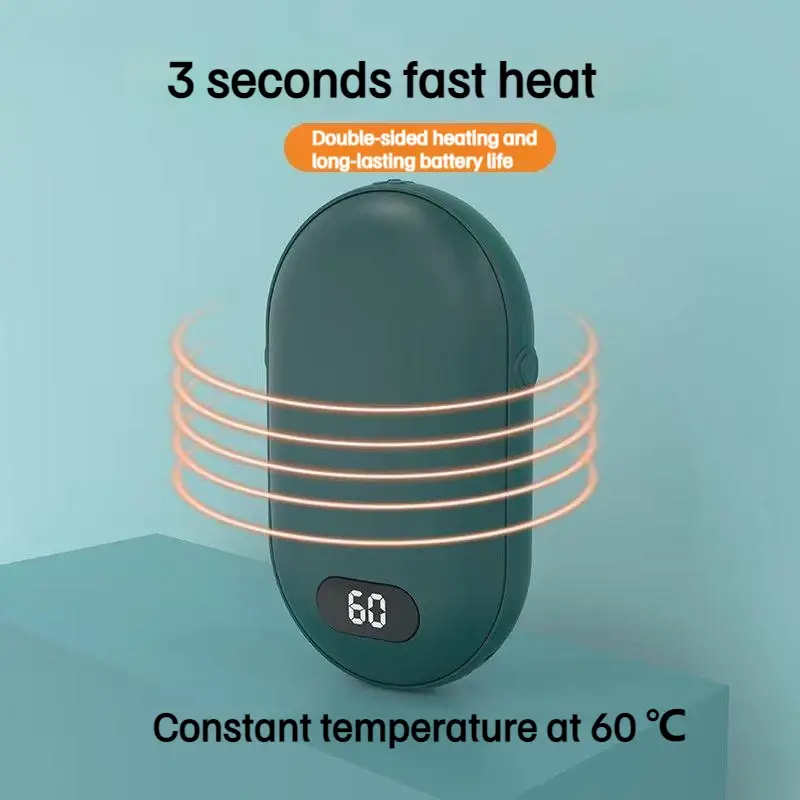 3 seconds fast heat
Double-sided heating and
long-lasting battery life
60
Constant temperature at 60 ℃